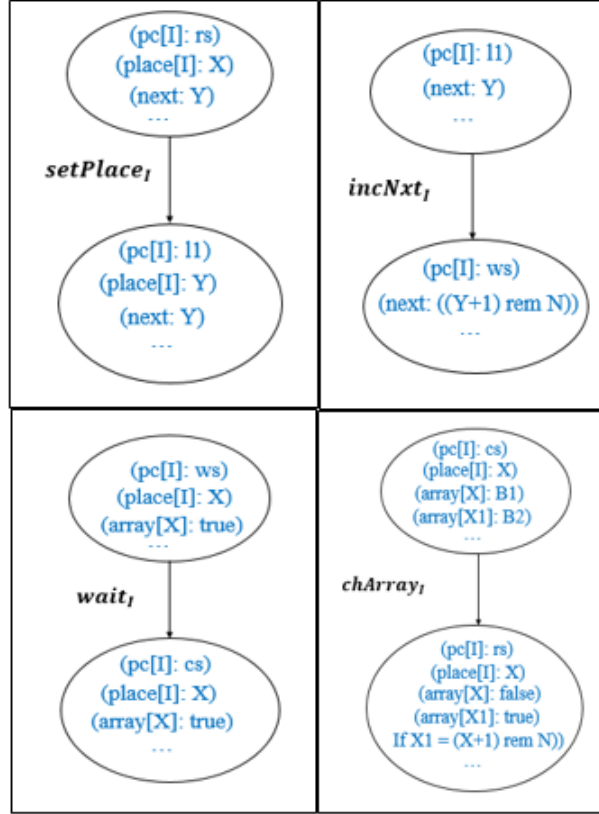 (pc[I]: rs)
(place[I]: X)
(next: Y)
...
setPlace_I
(pc[I]: l1)
(place[I]: Y)
(next: Y)
...
(pc[I]: l1)
(next: Y)
...
incNxt_I
(pc[I]: ws)
(next: ((Y+1) rem N))
...
(pc[I]: ws)
(place[I]: X)
(array[X]: true)
...
wait_I
(pc[I]: cs)
(place[I]: X)
(array[X]: true)
...
(pc[I]: cs)
(place[I]: X)
(array[X]: B1)
(array[X1]: B2)
...
chArray_I
(pc[I]: rs)
(place[I]: X)
(array[X]: false)
(array[X1]: true)
If X1 = (X+1) rem N))
...